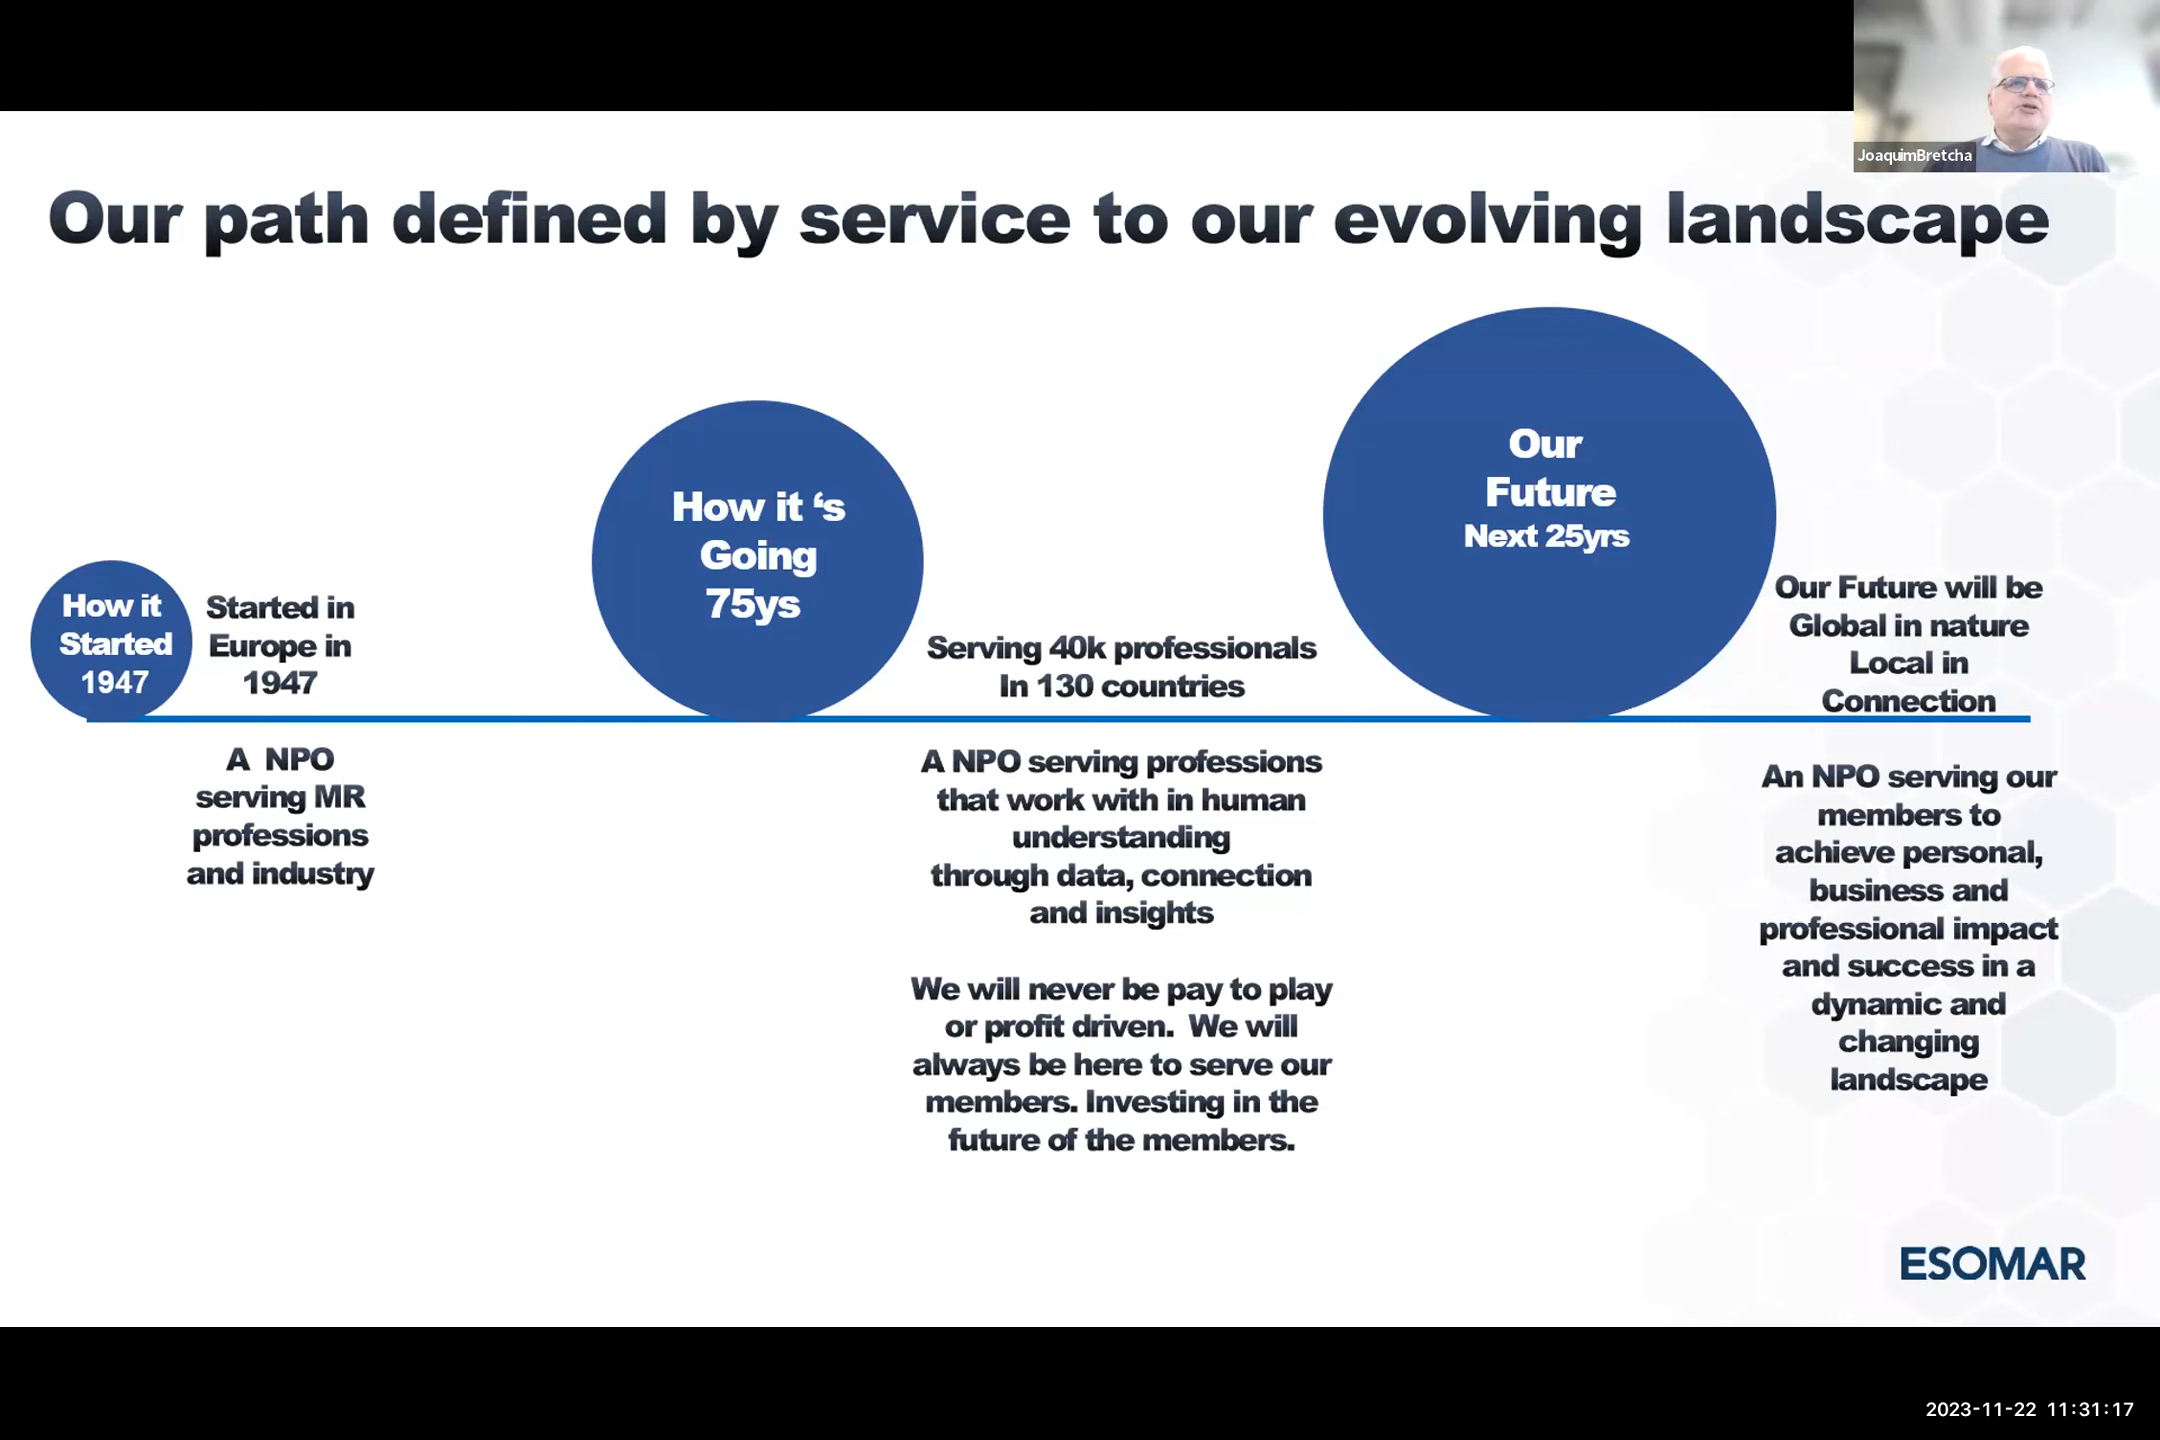 JoaquimBretcha
Our path defined by service to our evolving landscape
How it
Started
1947
Started in
Europe in
1947
A NPO
serving MR
professions
and industry
How it ‘s
Going
75ys
Serving 40k professionals
In 130 countries
A NPO serving professions
that work with in human
understanding
through data, connection
and insights
We will never be pay to play
or profit driven. We will
always be here to serve our
members. Investing in the
future of the members.
Our
Future
Next 25yrs
Our Future will be
Global in nature
Local in
Connection
An NPO serving our
members to
achieve personal,
business and
professional impact
and success in a
dynamic and
changing
landscape
ESOMAR
2023-11-22 11:31:17